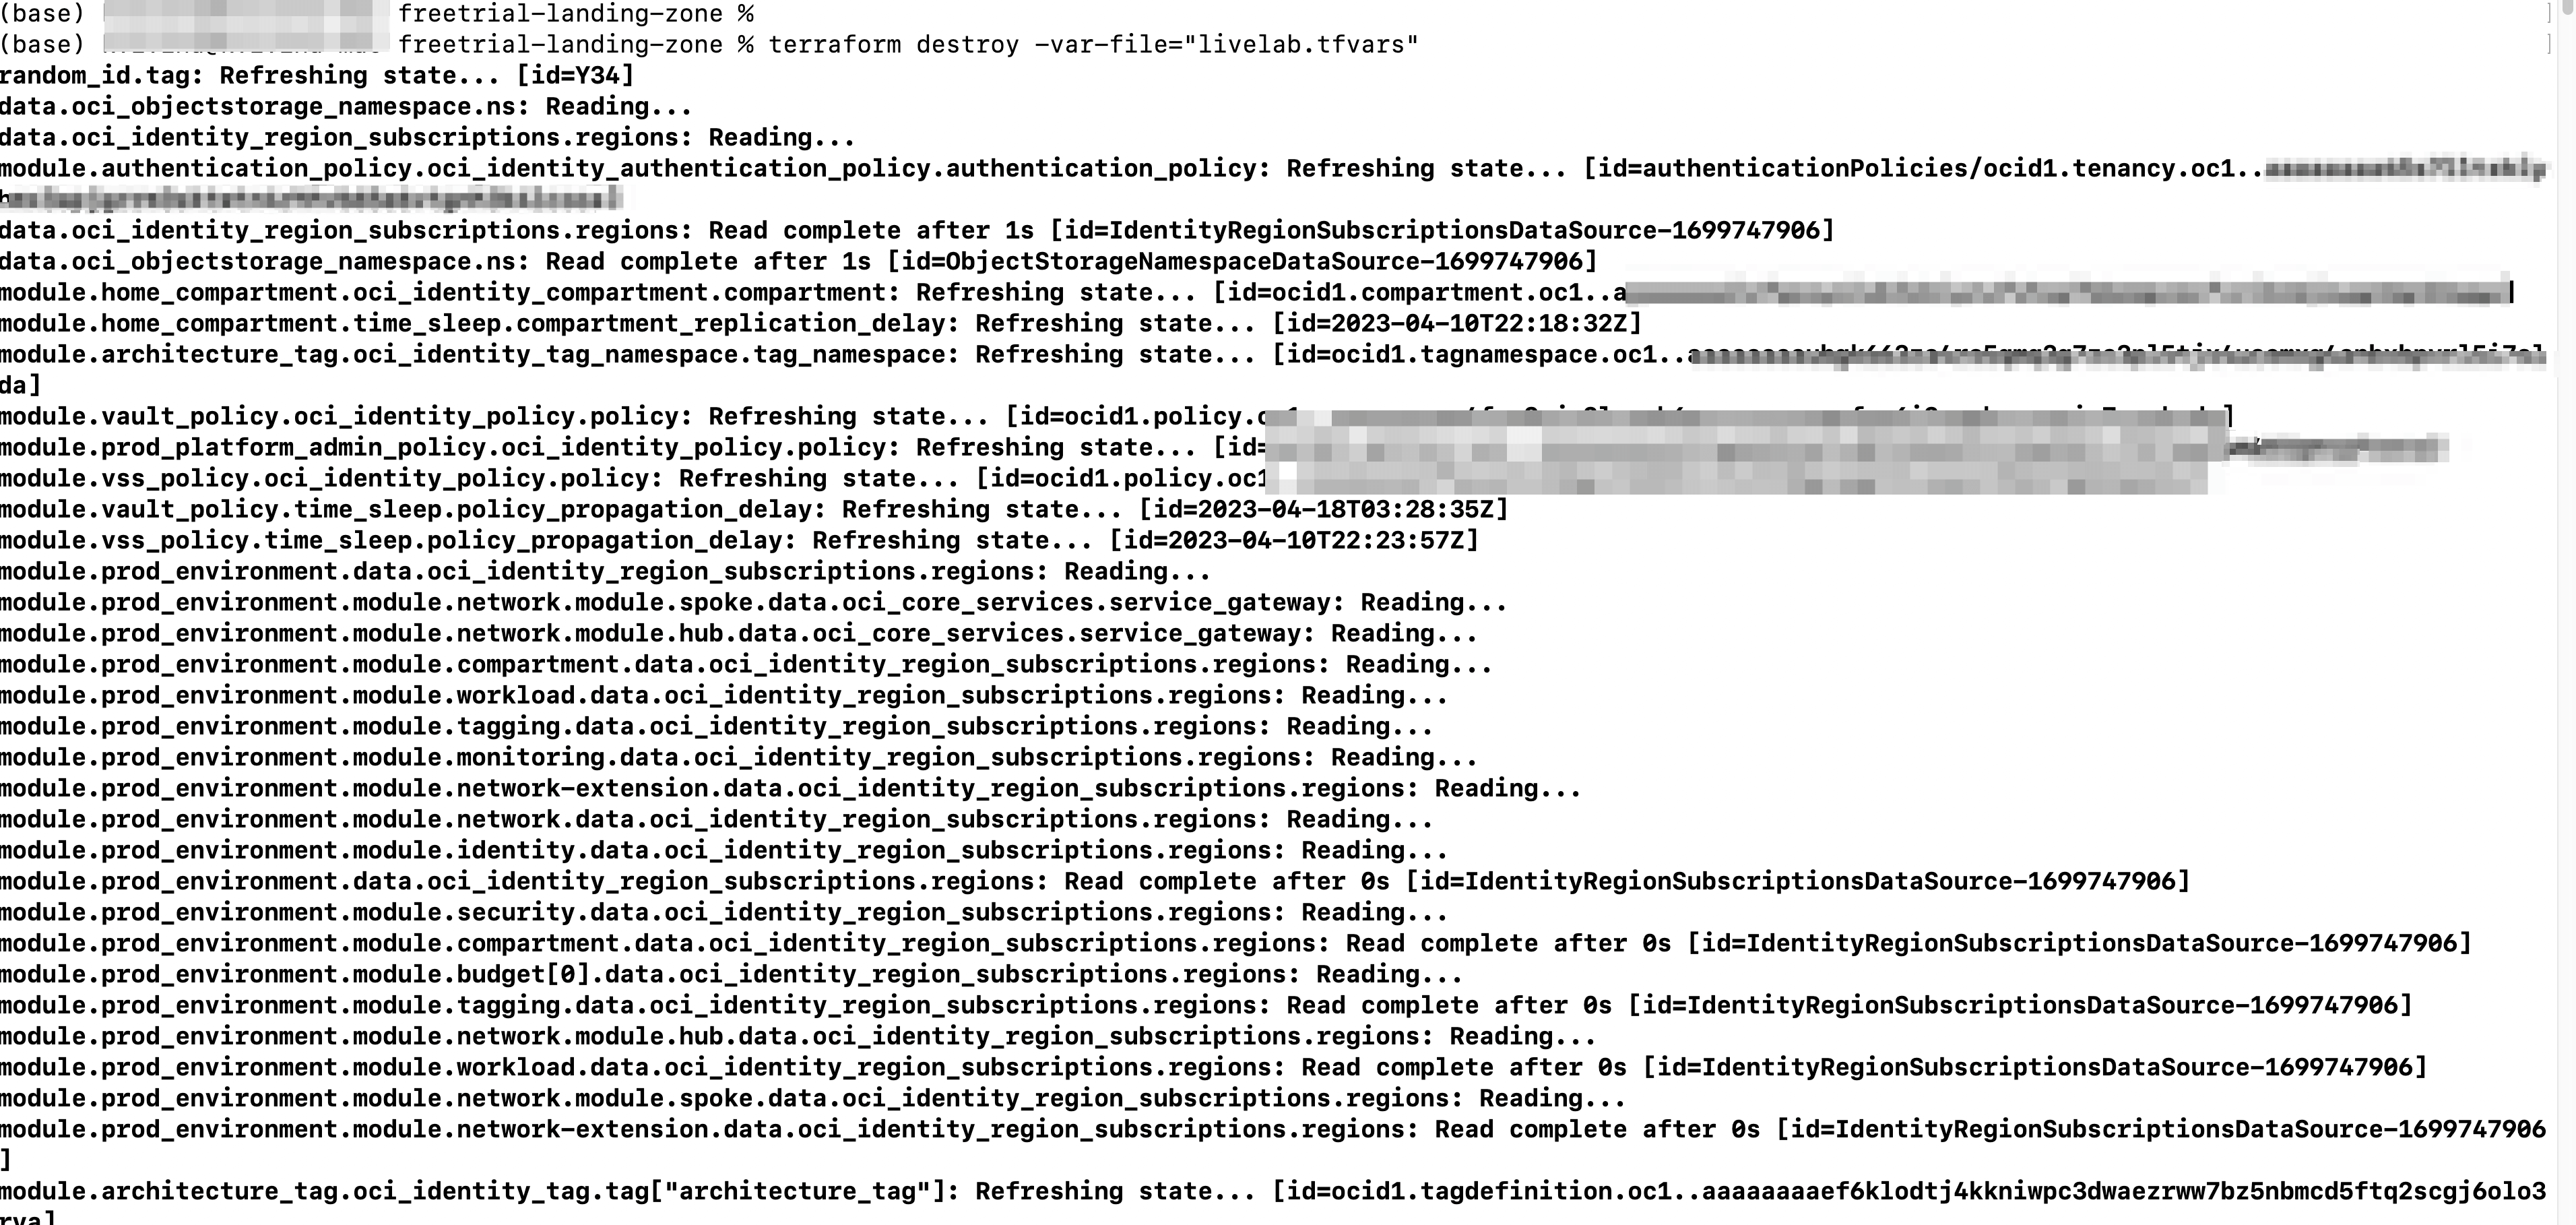 (base) freetrial-landing-zone %
(base) freetrial-landing-zone % terraform destroy -var-file="livelab.tfvars"
random_id.tag: Refreshing state... [id=Y34]
data.oci_objectstorage_namespace.ns: Reading...
data.oci_identity_region_subscriptions.regions: Reading...
module.authentication_policy.oci_identity_authentication_policy.authentication_policy: Refreshing state... [id=authenticationPolicies/ocid1.tenancy.oc1..
data.oci_identity_region_subscriptions.regions: Read complete after 1s [id=IdentityRegionSubscriptionsDataSource-1699747906]
data.oci_objectstorage_namespace.ns: Read complete after 1s [id=ObjectStorageNamespaceDataSource-1699747906]
module.home_compartment.oci_identity_compartment.compartment: Refreshing state... [id=ocid1.compartment.oc1..a
module.home_compartment.time_sleep.compartment_replication_delay: Refreshing state... [id=2023-04-10T22:18:32Z]
module.architecture_tag.oci_identity_tag_namespace.tag_namespace: Refreshing state... [id=ocid1.tagnamespace.oc1..
da]
module.vault_policy.oci_identity_policy.policy: Refreshing state... [id=ocid1.policy.
module.prod_platform_admin_policy.oci_identity_policy.policy: Refreshing state... [id=
module.vss_policy.oci_identity_policy.policy: Refreshing state... [id=ocid1.policy.oc1
module.vault_policy.time_sleep.policy_propagation_delay: Refreshing state... [id=2023-04-18T03:28:35Z]
module.vss_policy.time_sleep.policy_propagation_delay: Refreshing state... [id=2023-04-10T22:23:57Z]
module.prod_environment.data.oci_identity_region_subscriptions.regions: Reading...
module.prod_environment.module.network.module.spoke.data.oci_core_services.service_gateway: Reading...
module.prod_environment.module.network.module.hub.data.oci_core_services.service_gateway: Reading...
module.prod_environment.module.compartment.data.oci_identity_region_subscriptions.regions: Reading...
module.prod_environment.module.workload.data.oci_identity_region_subscriptions.regions: Reading...
module.prod_environment.module.tagging.data.oci_identity_region_subscriptions.regions: Reading...
module.prod_environment.module.monitoring.data.oci_identity_region_subscriptions.regions: Reading...
module.prod_environment.module.network-extension.data.oci_identity_region_subscriptions.regions: Reading...
module.prod_environment.module.network.data.oci_identity_region_subscriptions.regions: Reading...
module.prod_environment.module.identity.data.oci_identity_region_subscriptions.regions: Reading...
module.prod_environment.data.oci_identity_region_subscriptions.regions: Read complete after 0s [id=IdentityRegionSubscriptionsDataSource-1699747906]
module.prod_environment.module.security.data.oci_identity_region_subscriptions.regions: Reading...
module.prod_environment.module.compartment.data.oci_identity_region_subscriptions.regions: Read complete after 0s [id=IdentityRegionSubscriptionsDataSource-1699747906]
module.prod_environment.module.budget[0].data.oci_identity_region_subscriptions.regions: Reading...
module.prod_environment.module.tagging.data.oci_identity_region_subscriptions.regions: Read complete after 0s [id=IdentityRegionSubscriptionsDataSource-1699747906]
module.prod_environment.module.network.module.hub.data.oci_identity_region_subscriptions.regions: Reading...
module.prod_environment.module.workload.data.oci_identity_region_subscriptions.regions: Read complete after 0s [id=IdentityRegionSubscriptionsDataSource-1699747906]
module.prod_environment.module.network.module.spoke.data.oci_identity_region_subscriptions.regions: Reading...
module.prod_environment.module.network-extension.data.oci_identity_region_subscriptions.regions: Read complete after 0s [id=IdentityRegionSubscriptionsDataSource-1699747906
]
module.architecture_tag.oci_identity_tag.tag["architecture_tag"]: Refreshing state... [id=ocid1.tagdefinition.oc1..aaaaaaaaef6klodtj4kkniwpc3dwaezrww7bz5nbmcd5ftq2scgj6olo3
rya]